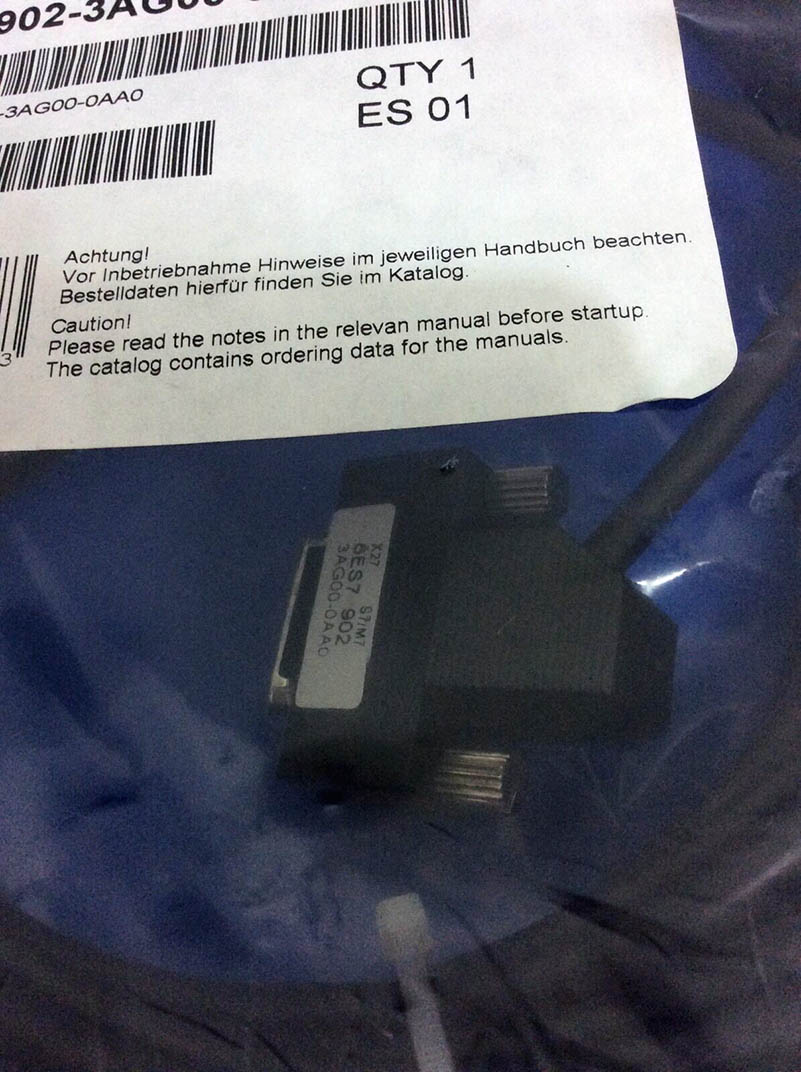 902-3AG00-
-3AG00-0AA0
QTY 1
ES 01
Achtung!
Vor Inbetriebnahme Hinweise im jeweiligen Handbuch beachten.
Bestelldaten hierfür finden Sie im Katalog.
Caution!
Please read the notes in the relevan manual before startup.
The catalog contains ordering data for the manuals.
3
X27 S7/M7
6ES7 902
3AG00-0AA0